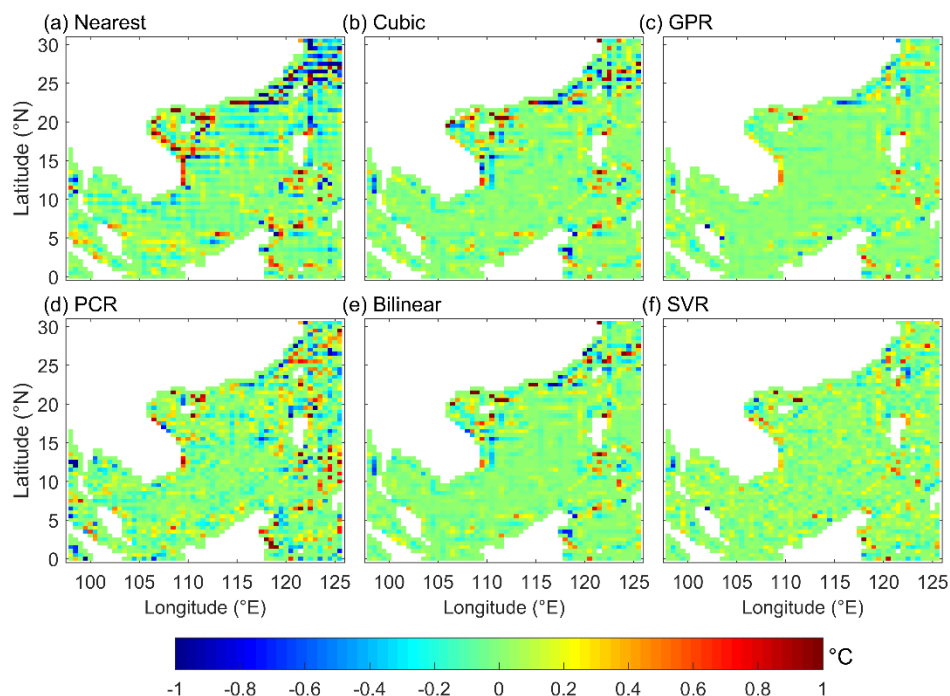 (a) Nearest
(b) Cubic
(c) GPR
Latitude (°N)
30
25
20
15
10
5
0
(d) PCR
(e) Bilinear
(f) SVR
Latitude (°N)
30
25
20
15
10
5
0
100 105 110 115 120 125
100 105 110 115 120 125
100 105 110 115 120 125
Longitude (°E)
Longitude (°E)
Longitude (°E)
°C
-1 -0.8 -0.6 -0.4 -0.2 0 0.2 0.4 0.6 0.8 1